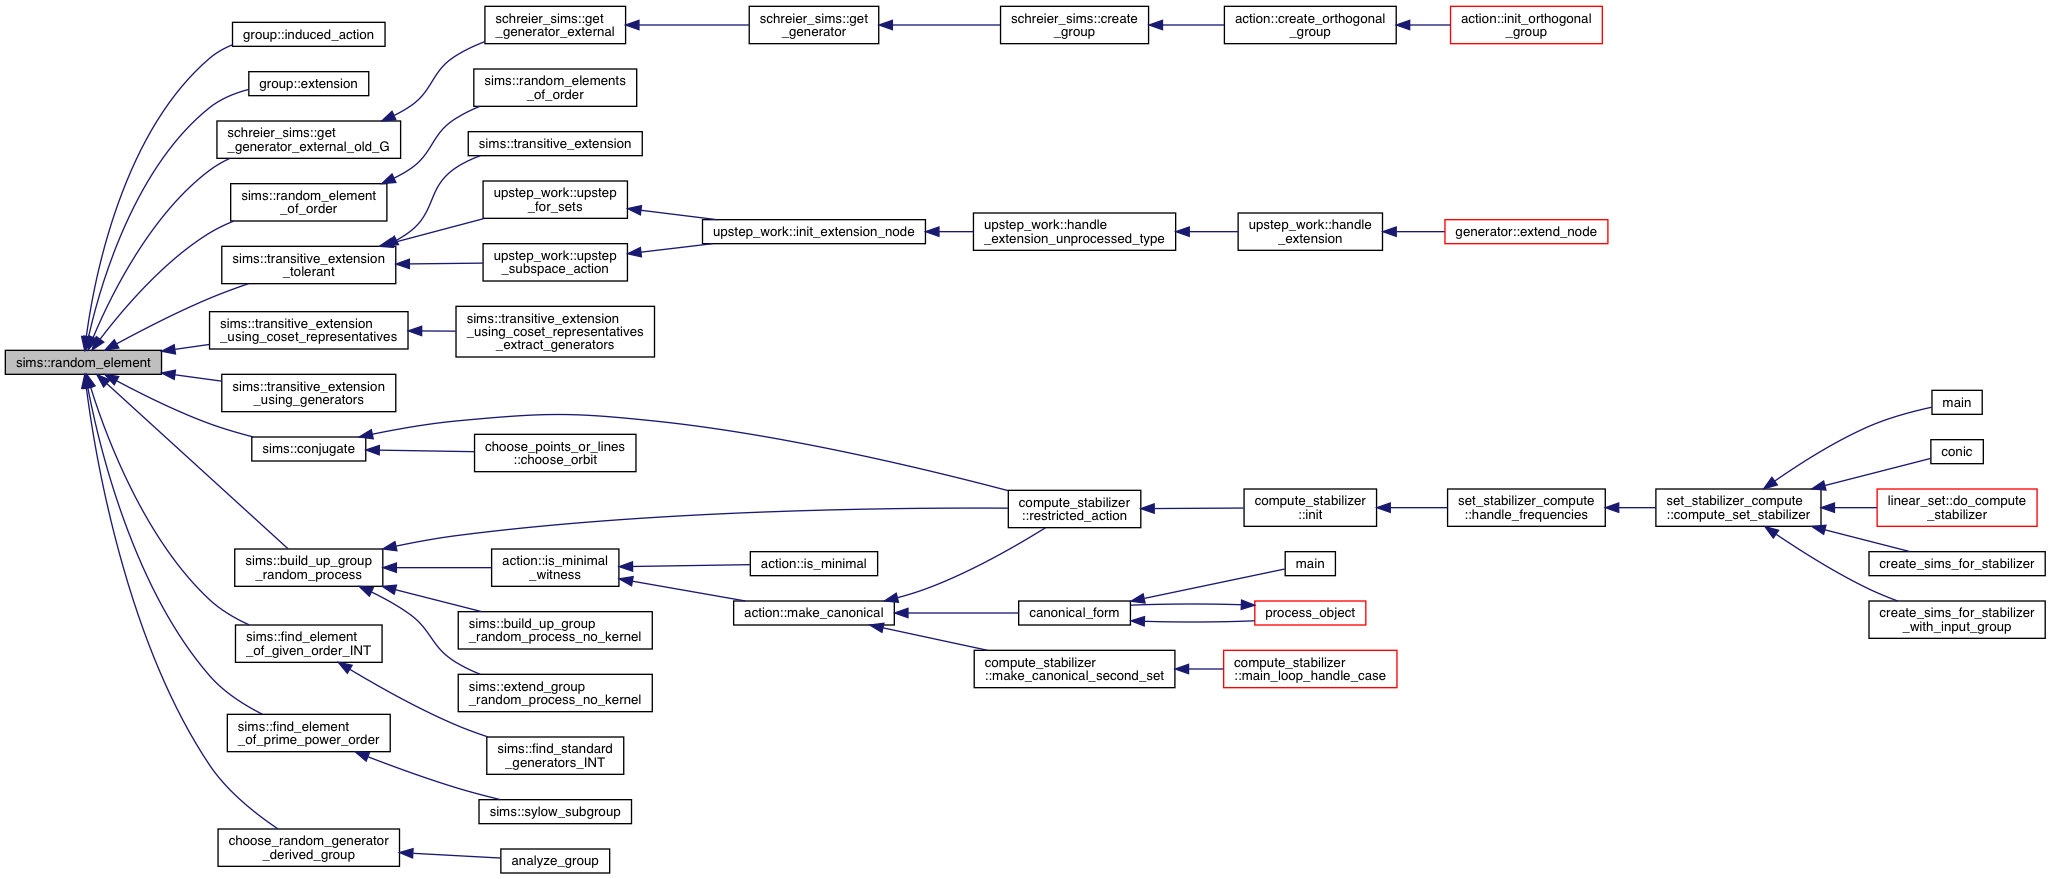 sims::random_element
group::induced_action
group::extension
schreier_sims::get
_generator_external_old_G
sims::random_element
_of_order
sims::transitive_extension
_tolerant
sims::transitive_extension
_using_coset_representatives
sims::transitive_extension
_using_generators
sims::conjugate
sims::build_up_group
_random_process
sims::find_element
_of_given_order_INT
sims::find_element
_of_prime_power_order
choose_random_generator
_derived_group
schreier_sims::get
_generator_external
sims::random_elements
_of_order
sims::transitive_extension
upstep_work::upstep
_for_sets
upstep_work::upstep
_subspace_action
sims::transitive_extension
_using_coset_representatives
_extract_generators
choose_points_or_lines
::choose_orbit
action::is_minimal
_witness
sims::build_up_group
_random_process_no_kernel
sims::extend_group
_random_process_no_kernel
sims::find_standard
_generators_INT
sims::sylow_subgroup
analyze_group
schreier_sims::get
_generator
upstep_work::init_extension_node
action::is_minimal
action::make_canonical
schreier_sims::create
_group
upstep_work::handle
_extension_unprocessed_type
compute_stabilizer
::restricted_action
canonical_form
compute_stabilizer
::make_canonical_second_set
action::create_orthogonal
_group
upstep_work::handle
_extension
compute_stabilizer
::init
main
process_object
compute_stabilizer
::main_loop_handle_case
action::init_orthogonal
_group
generator::extend_node
set_stabilizer_compute
::handle_frequencies
set_stabilizer_compute
::compute_set_stabilizer
main
conic
linear_set::do_compute
_stabilizer
create_sims_for_stabilizer
create_sims_for_stabilizer
_with_input_group